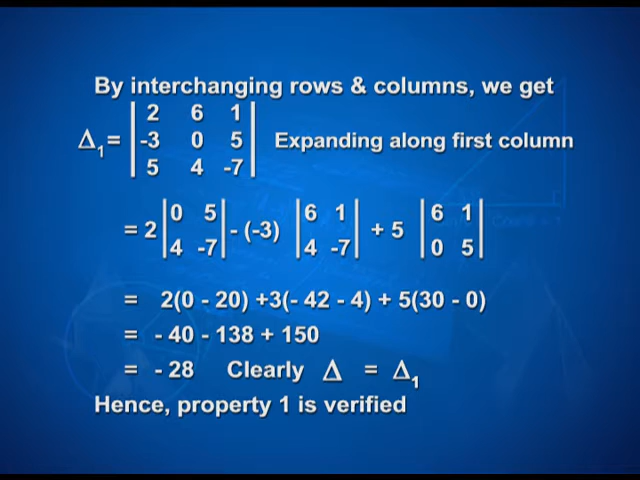 By interchanging rows & columns, we get
Δ₁ = | 2 6 1 |
| -3 0 5 | Expanding along first column
| 5 4 -7 |
= 2 | 0 5 | - (-3) | 6 1 | + 5 | 6 1 |
| 4 -7 | | 4 -7 | | 0 5 |
= 2(0 - 20) +3(- 42 - 4) + 5(30 - 0)
= - 40 - 138 + 150
= - 28 Clearly Δ = Δ₁
Hence, property 1 is verified